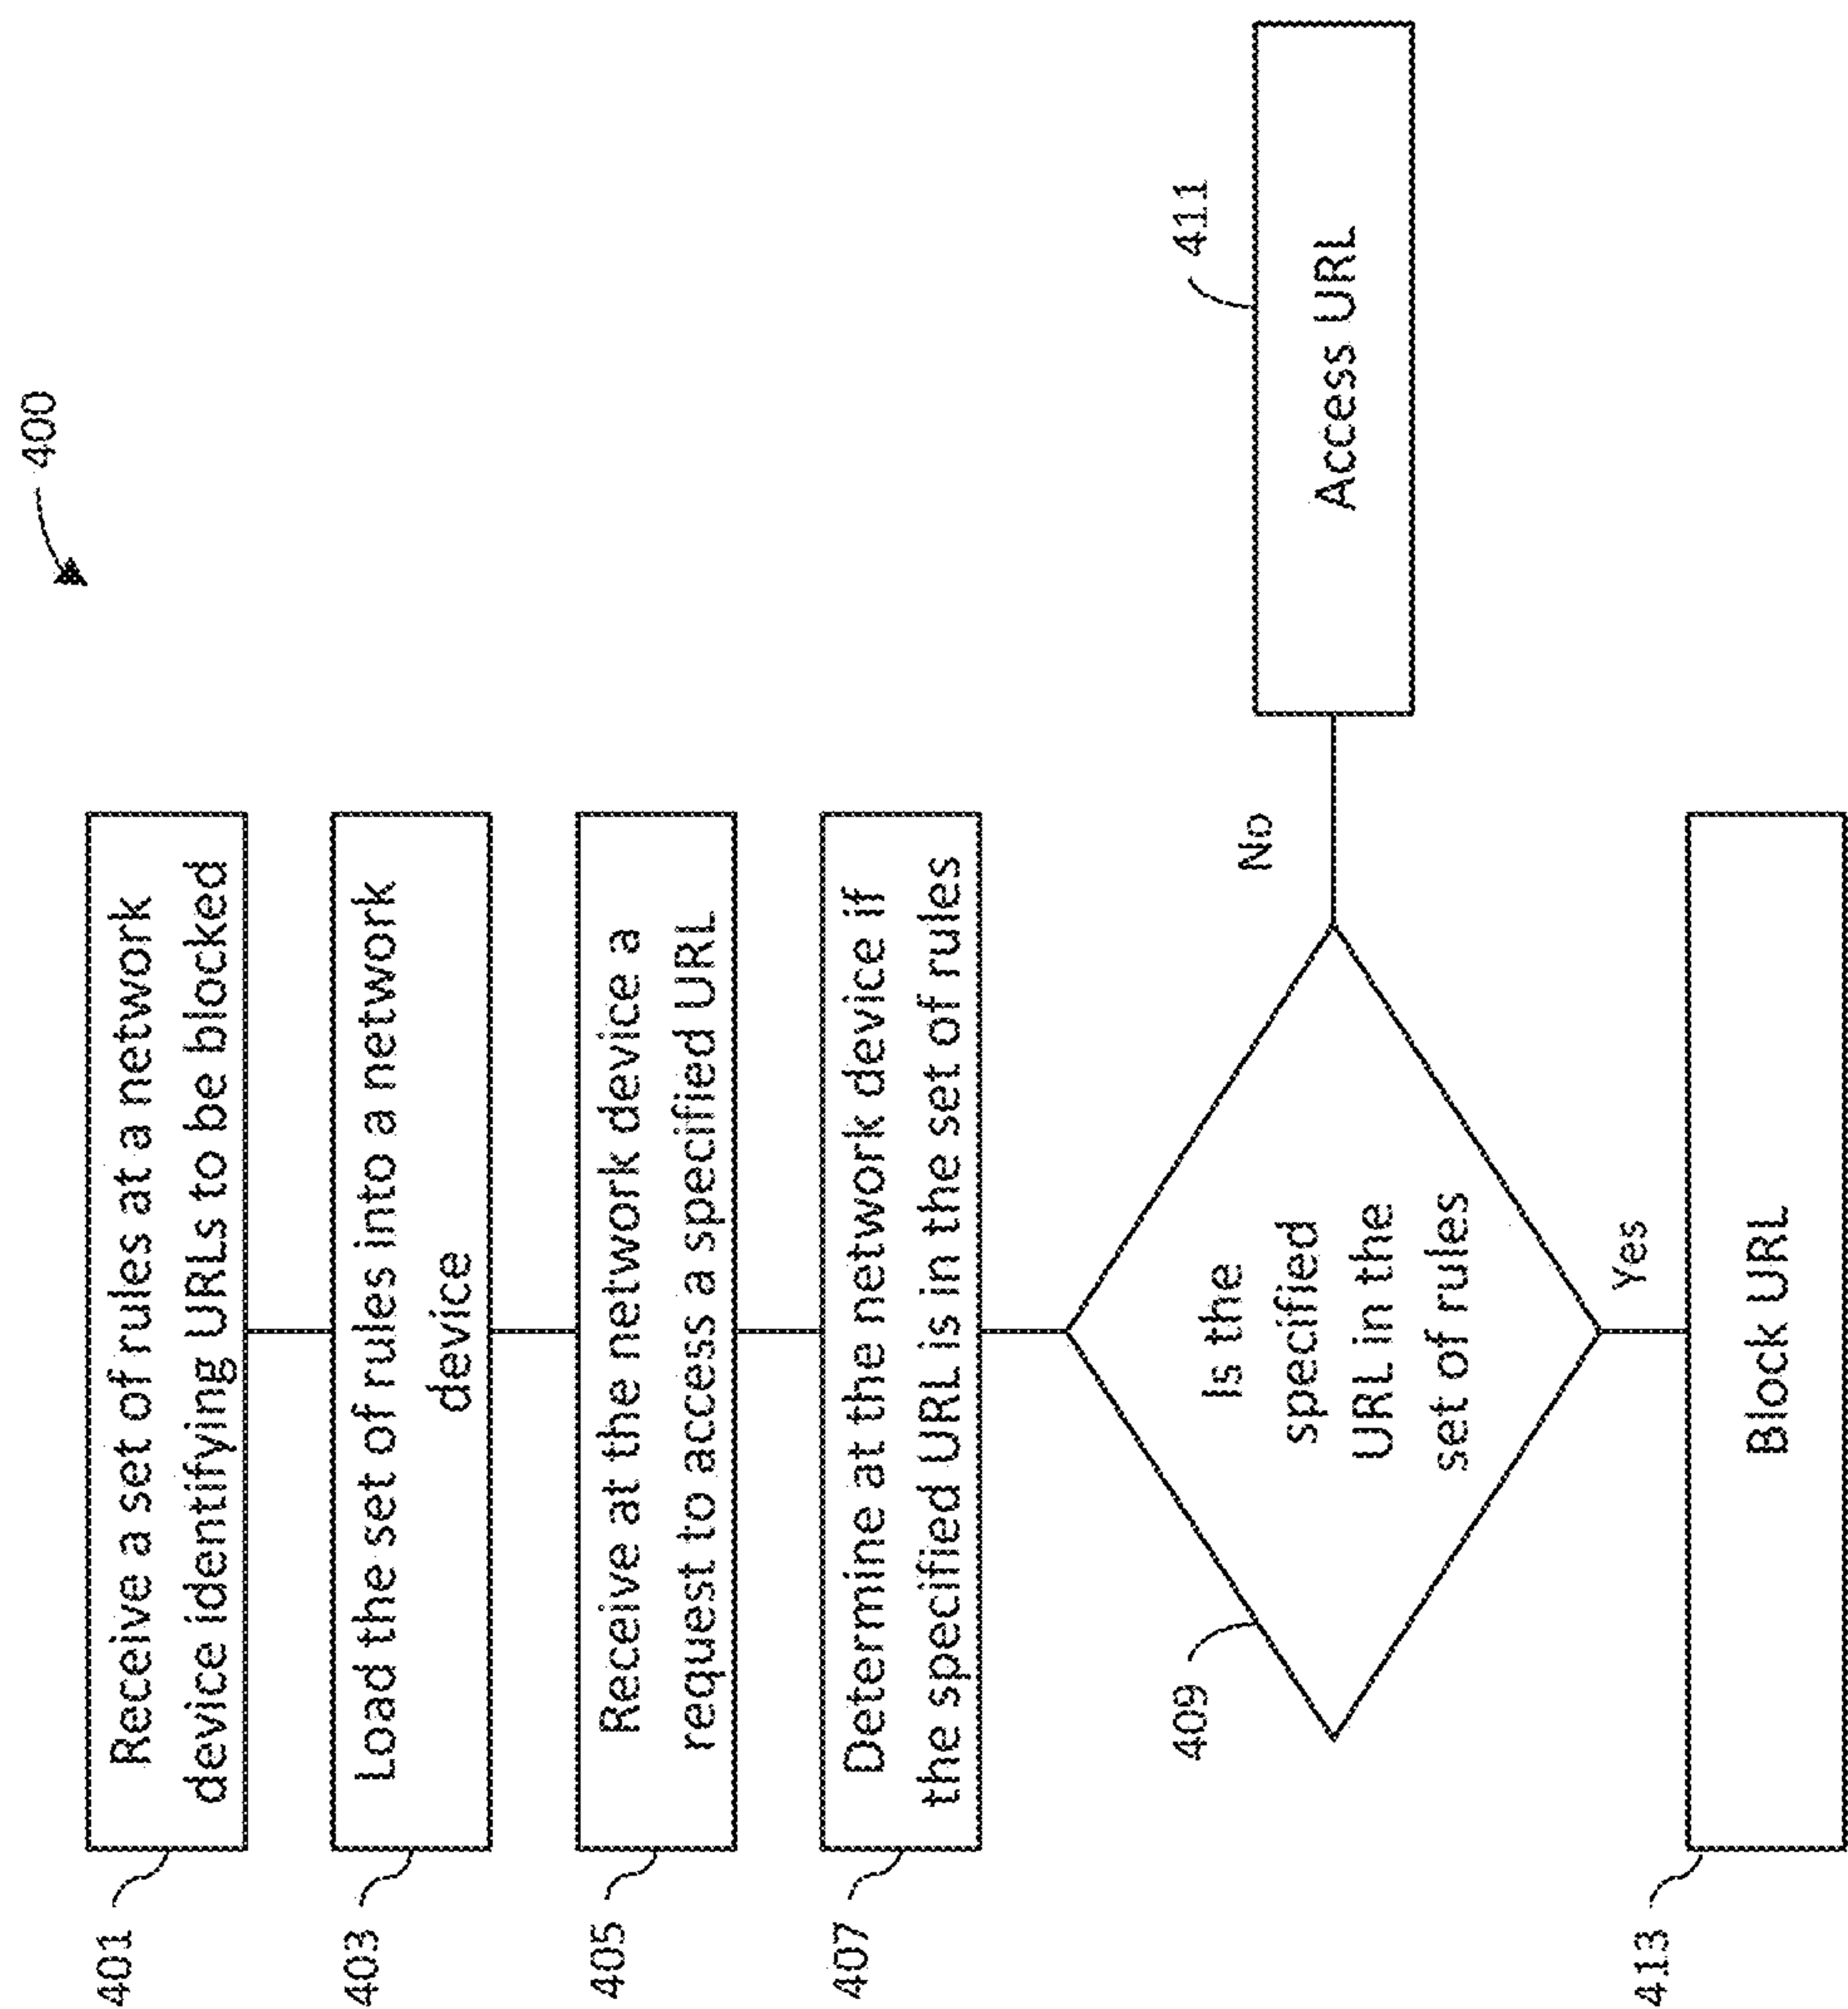 400
401
Receive a set of rules at a network
device identifying URLs to be blocked
403
Load the set of rules into a network
device
405
Receive at the network device a
request to access a specified URL
407
Determine at the network device if
the specified URL is in the set of rules
409
Is the
specified
URL in the
set of rules
No
411
Access URL
Yes
413
Block URL